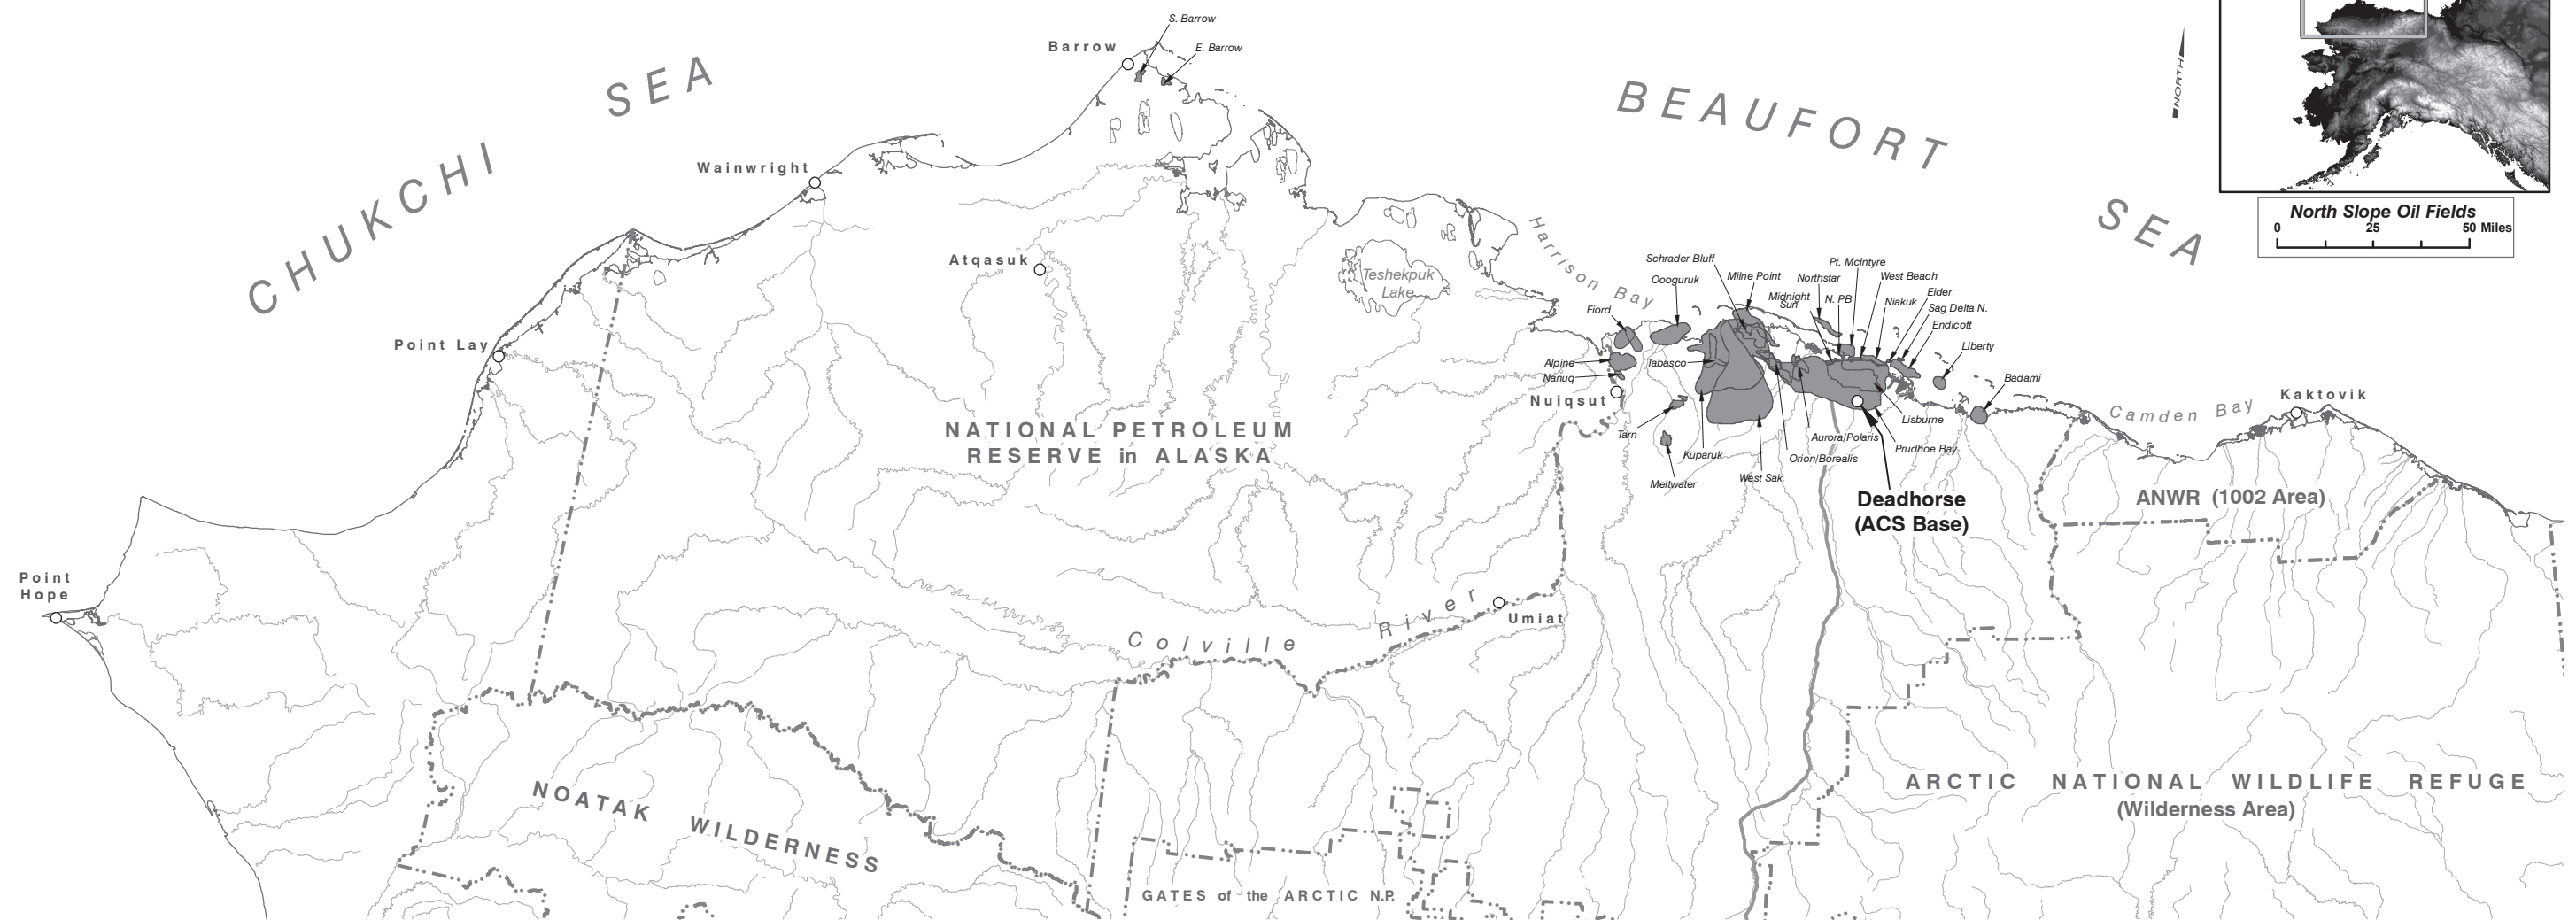 S. Barrow
Barrow
E. Barrow
CHUKCHI SEA
BEAUFORT SEA
NORTH
North Slope Oil Fields
0 25 50 Miles
Wainwright
Atqasuk
Teshekpuk
Lake
Harrison Bay
Point Lay
Schrader Bluff
Oooguruk
Milne Point
Midnight
Sun
Northstar
N. PB
Pt. McIntyre
West Beach
Niakuk
Eider
Sag Delta N.
Endicott
Liberty
Badami
Fiord
Alpine
Nanuq
Nuiqsut
Tabasco
Tarn
Meltwater
Kuparuk
West Sak
Orion/Borealis
Aurora/Polaris
Lisburne
Prudhoe Bay
Deadhorse
(ACS Base)
Camden Bay
Kaktovik
NATIONAL PETROLEUM
RESERVE in ALASKA
ANWR (1002 Area)
Point
Hope
Colville River
Umiat
NOATAK WILDERNESS
GATES of the ARCTIC N.P.
ARCTIC NATIONAL WILDLIFE REFUGE
(Wilderness Area)